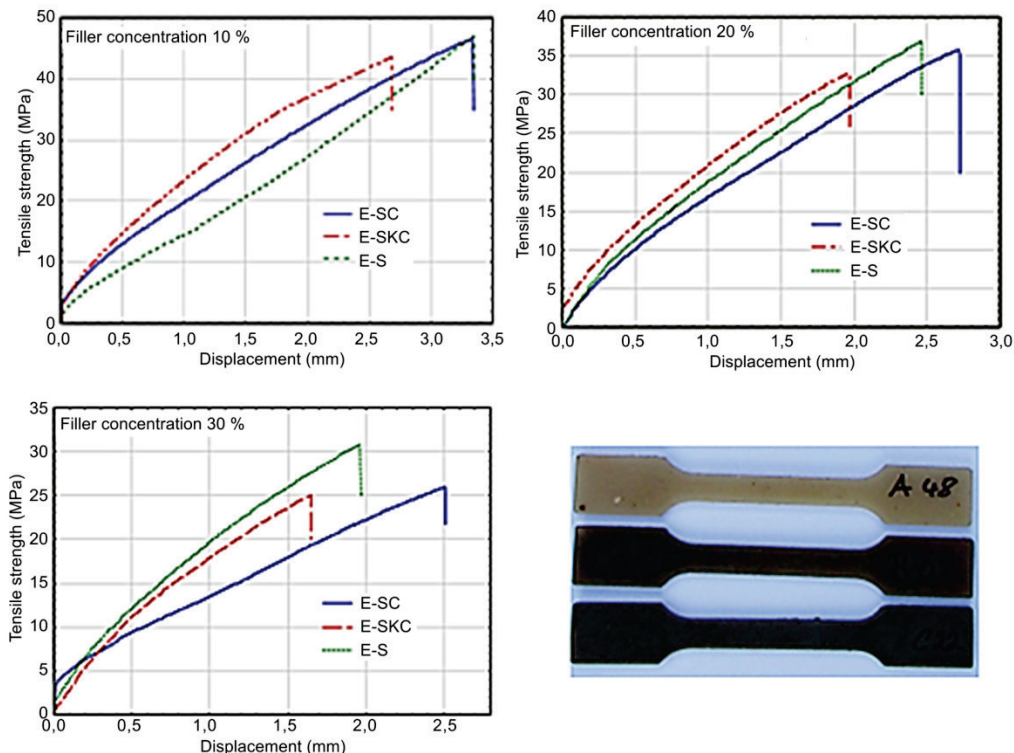 Filler concentration 10 %
Tensile strength (MPa)
50
40
30
20
10
0
E-SC
E-SKC
E-S
0,0 0,5 1,0 1,5 2,0 2,5 3,0 3,5
Displacement (mm)
Filler concentration 20 %
Tensile strength (MPa)
40
35
30
25
20
15
10
5
0
E-SC
E-SKC
E-S
0,0 0,5 1,0 1,5 2,0 2,5 3,0
Displacement (mm)
Filler concentration 30 %
Tensile strength (MPa)
35
30
25
20
15
10
5
0
E-SC
E-SKC
E-S
0,0 0,5 1,0 1,5 2,0 2,5
Displacement (mm)
A 48